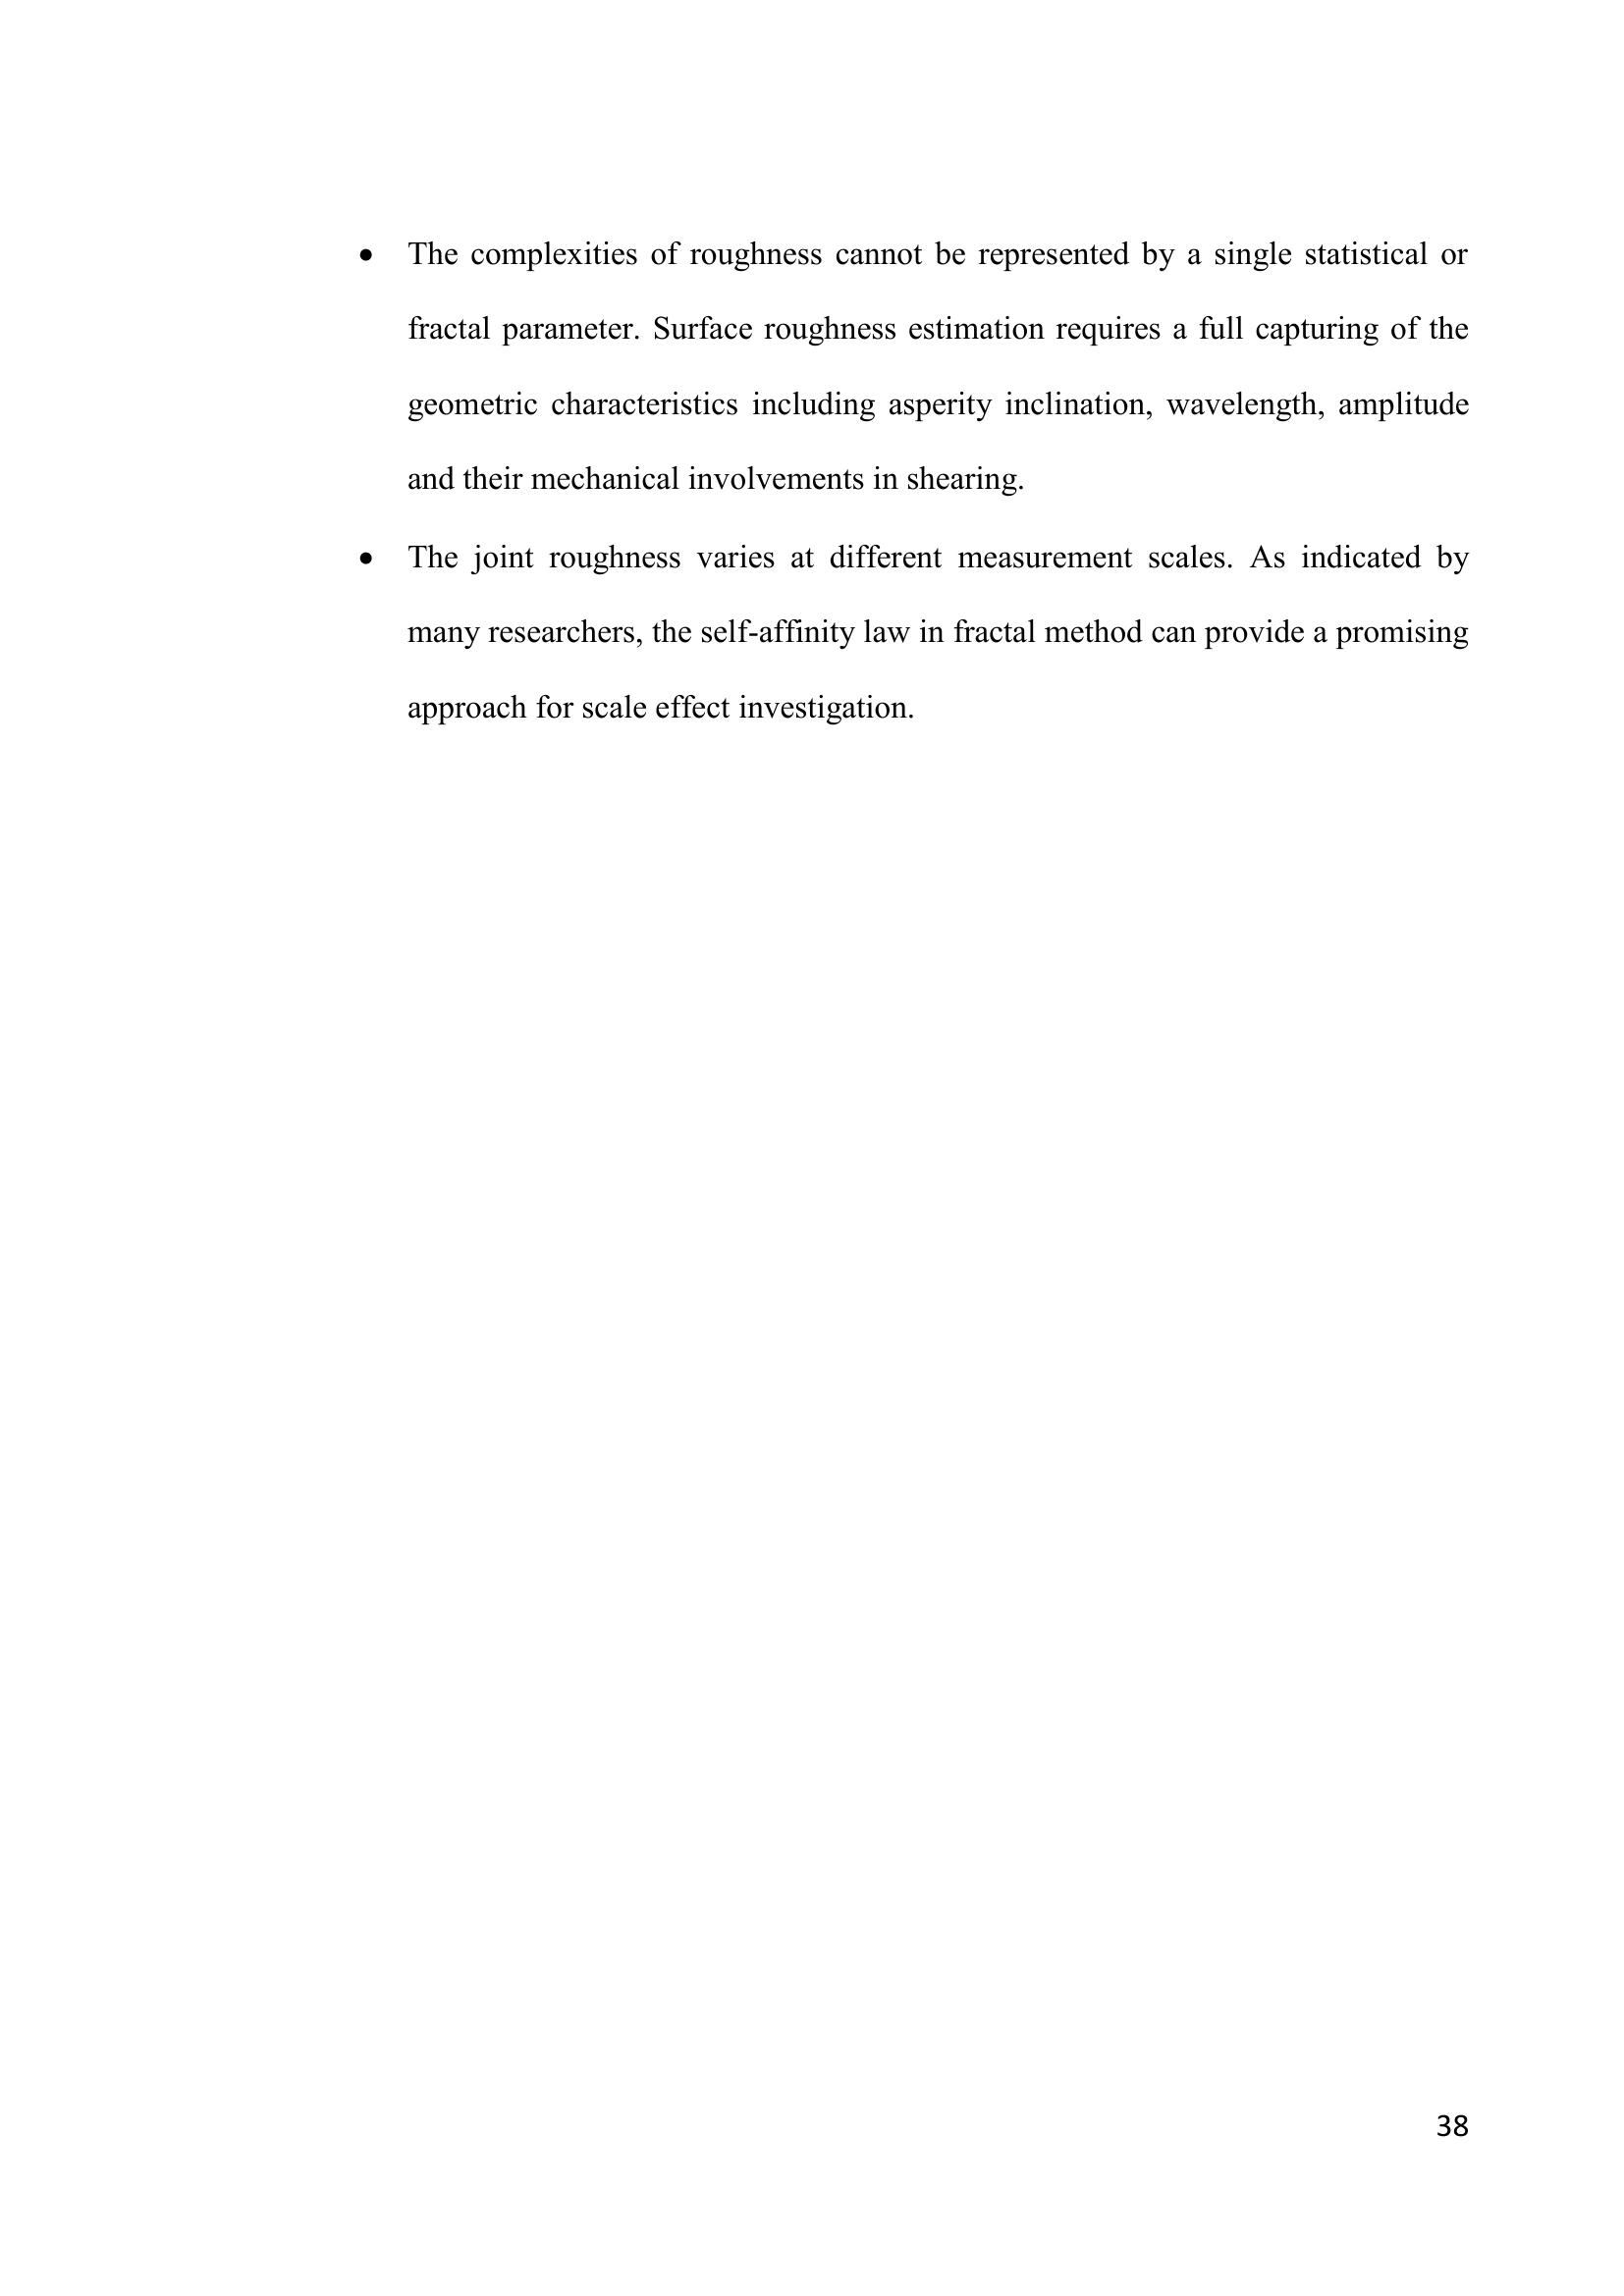 • The complexities of roughness cannot be represented by a single statistical or
fractal parameter. Surface roughness estimation requires a full capturing of the
geometric characteristics including asperity inclination, wavelength, amplitude
and their mechanical involvements in shearing.
• The joint roughness varies at different measurement scales. As indicated by
many researchers, the self-affinity law in fractal method can provide a promising
approach for scale effect investigation.
38